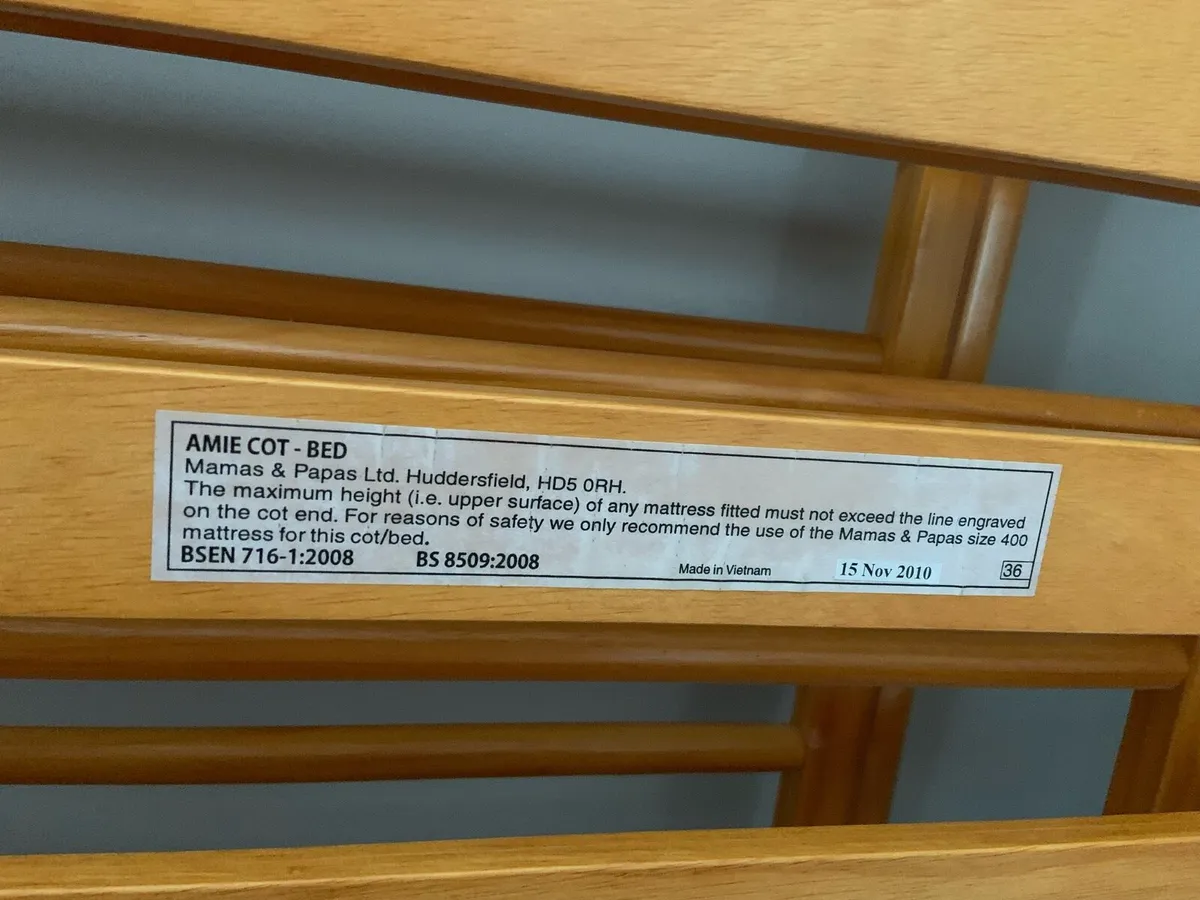 AMIE COT - BED
Mamas & Papas Ltd. Huddersfield, HD5 0RH.
The maximum height (i.e. upper surface) of any mattress fitted must not exceed the line engraved
on the cot end. For reasons of safety we only recommend the use of the Mamas & Papas size 400
mattress for this cot/bed.
BSEN 716-1:2008 BS 8509:2008 Made in Vietnam 15 Nov 2010 36